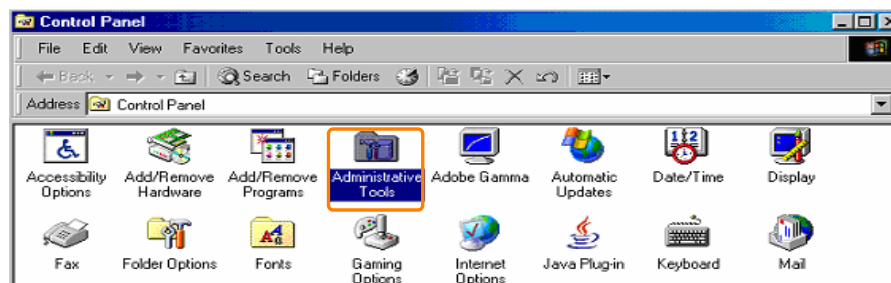 Control Panel
File Edit View Favorites Tools Help
Back Search Folders
Address Control Panel
Accessibility Options Add/Remove Hardware Add/Remove Programs Administrative Tools Adobe Gamma Automatic Updates Date/Time Display
Fax Folder Options Fonts Gaming Options Internet Options Java Plug-in Keyboard Mail